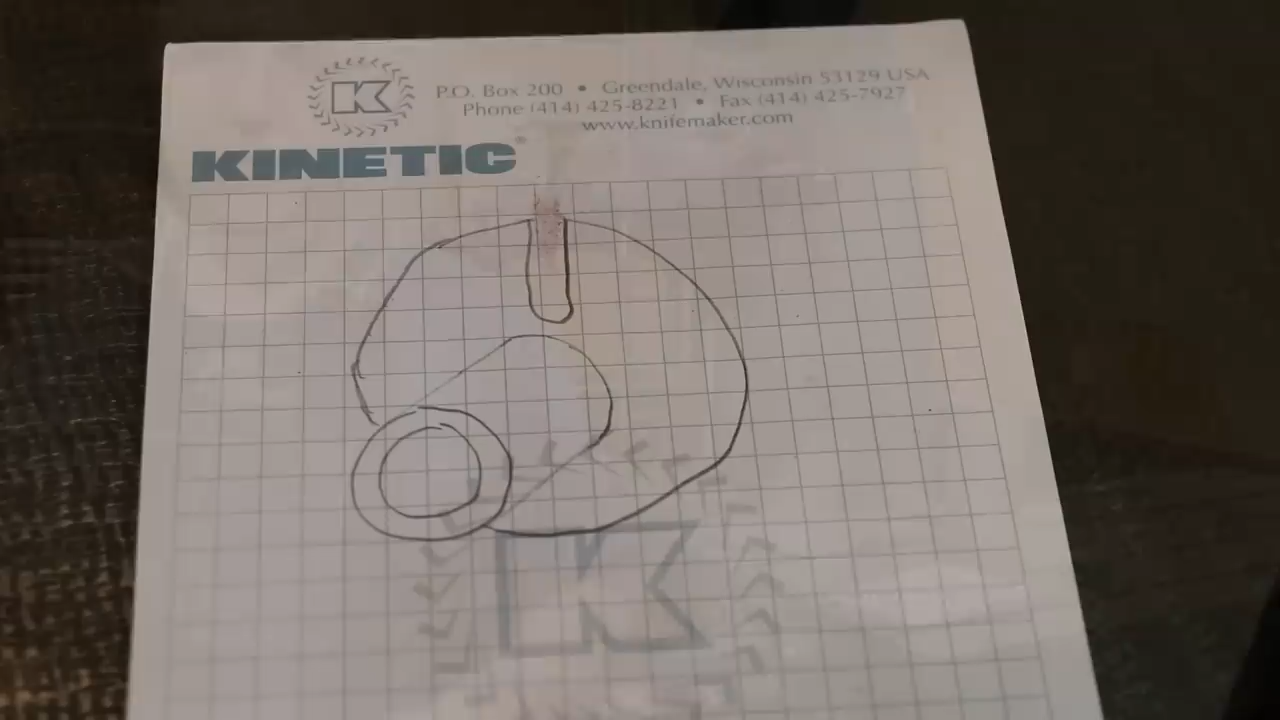 P.O. Box 200 • Greendale, Wisconsin 53129 USA
Phone (414) 425-8221 • Fax (414) 425-7927
www.knifemaker.com
K
KINETIC®
K